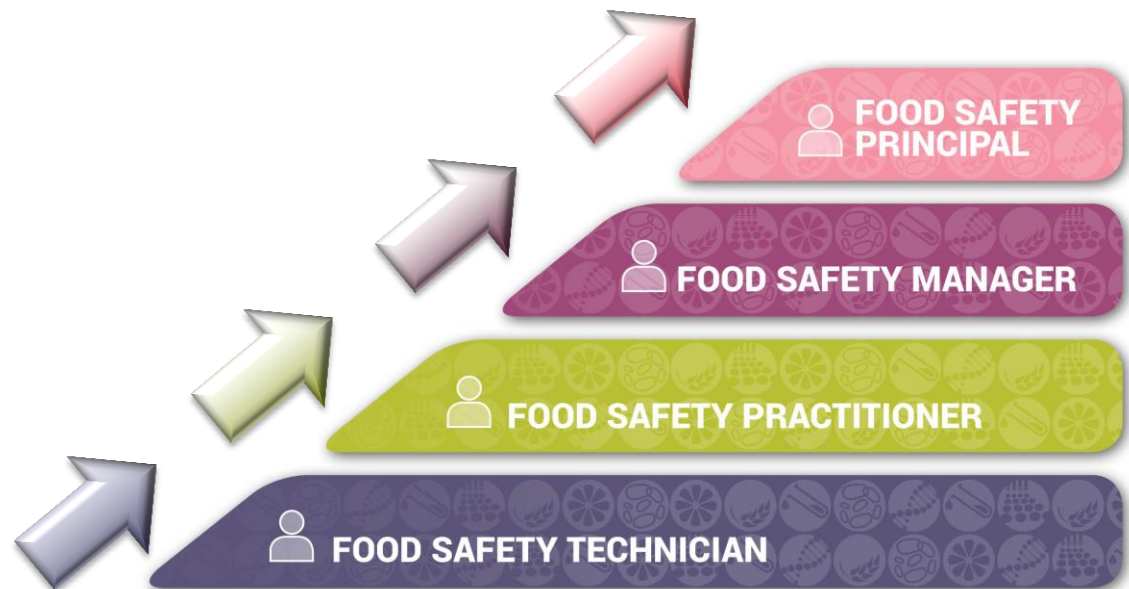 FOOD SAFETY
PRINCIPAL
FOOD SAFETY MANAGER
FOOD SAFETY PRACTITIONER
FOOD SAFETY TECHNICIAN